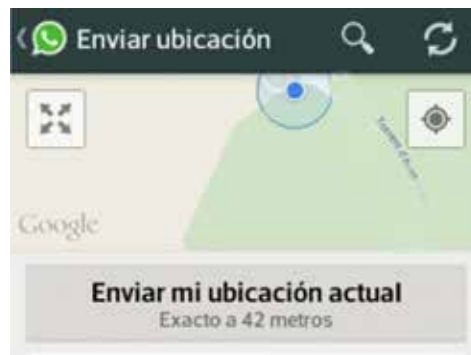 Enviar ubicación
Google
Enviar mi ubicación actual
Exacto a 42 metros